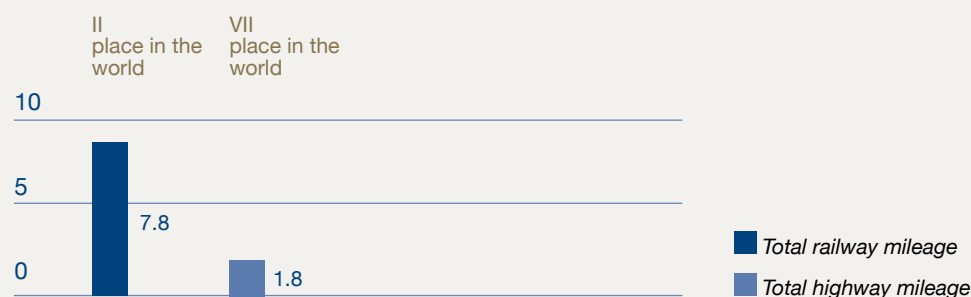 II
place in the
world
VII
place in the
world
10
5
7.8
0
1.8
Total railway mileage
Total highway mileage